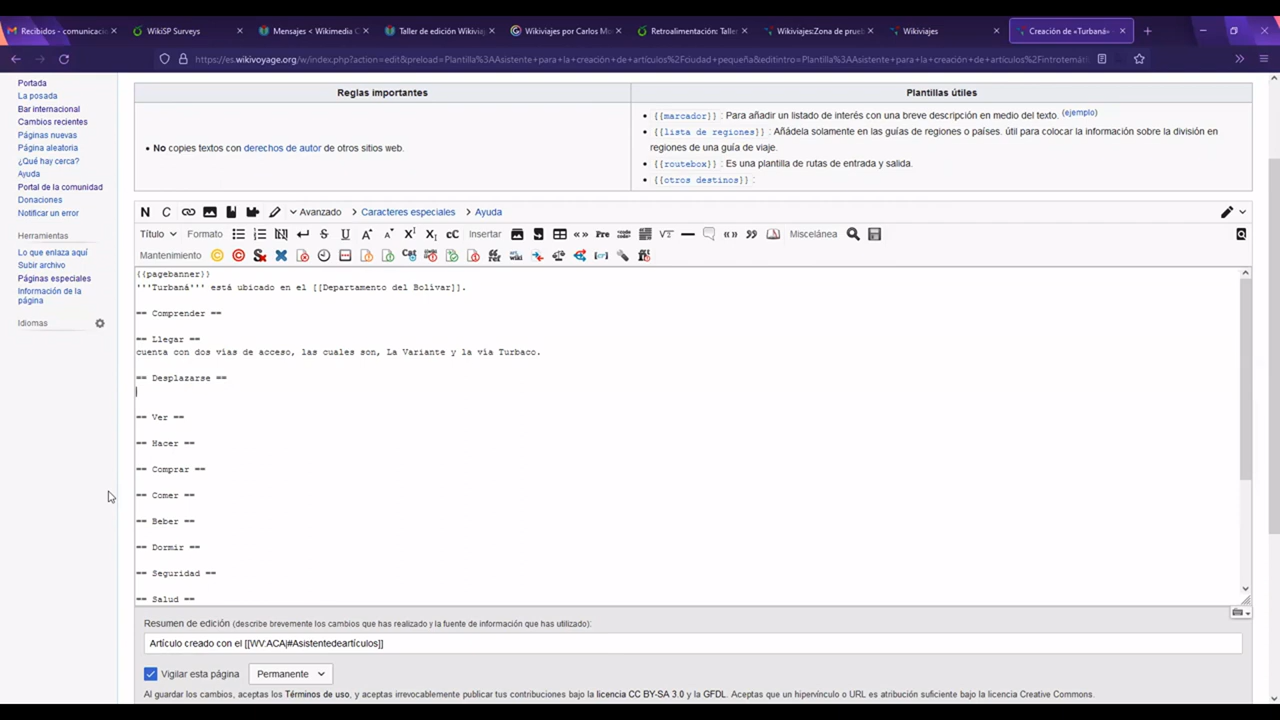 Recibidos - comunicaci
WikiSP Surveys
Mensajes < Wikimedia C
Taller de edición Wikiviaj
Wikiviajes por Carlos Mo
Retroalimentación: Taller
Wikiviajes:Zona de prue
Wikiviajes
Creación de «Turbaná»
https://es.wikivoyage.org/w/index.php?action=edit&preload=Plantilla%3AAsistente+para+la+creación+de+artículos%2Fciudad+pequeña&editintro=Plantilla%3AAsistente+para+la+creación+de+artículos%2Fintrotemári
Portada
La posada
Bar internacional
Cambios recientes
Páginas nuevas
Página aleatoria
¿Qué hay cerca?
Ayuda
Portal de la comunidad
Donaciones
Notificar un error
Herramientas
Lo que enlaza aquí
Subir archivo
Páginas especiales
Información de la
página
Idiomas
Reglas importantes
Plantillas útiles
• No copies textos con derechos de autor de otros sitios web.
• {{marcador}} : Para añadir un listado de interés con una breve descripción en medio del texto. (ejemplo)
• {{lista de regiones}} : Añádela solamente en las guías de regiones o países. útil para colocar la información sobre la división en
regiones de una guía de viaje.
• {{routebox}} : Es una plantilla de rutas de entrada y salida.
• {{otros destinos}} :
N C Avanzado Caracteres especiales Ayuda
Título Formato Insertar Miscelánea
Mantenimiento
{{pagebanner}}
'''Turbaná''' está ubicado en el [[Departamento del Bolívar]].
== Comprender ==
== Llegar ==
cuenta con dos vías de acceso, las cuales son, La Variante y la vía Turbaco.
== Desplazarse ==
== Ver ==
== Hacer ==
== Comprar ==
== Comer ==
== Beber ==
== Dormir ==
== Seguridad ==
== Salud ==
Resumen de edición (describe brevemente los cambios que has realizado y la fuente de información que has utilizado):
Artículo creado con el [[WV:ACA|#Asistentedeartículos]]
Vigilar esta página
Permanente
Al guardar los cambios, aceptas los Términos de uso, y aceptas irrevocablemente publicar tus contribuciones bajo la licencia CC BY-SA 3.0 y la GFDL. Aceptas que un hipervínculo o URL es atribución suficiente bajo la licencia Creative Commons.